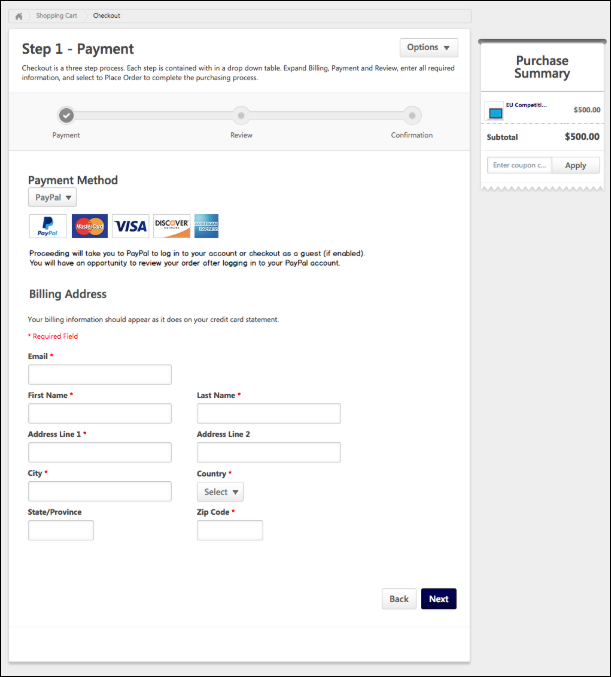 Shopping Cart
Checkout
Step 1 - Payment
Options
Checkout is a three step process. Each step is contained with in a drop down table. Expand Billing, Payment and Review, enter all required
information, and select to Place Order to complete the purchasing process.
Payment
Review
Confirmation
Payment Method
PayPal
PayPal
MasterCard
VISA
DISCOVER
Proceeding will take you to PayPal to log in to your account or checkout as a guest (if enabled).
You will have an opportunity to review your order after logging in to your PayPal account.
Billing Address
Your billing information should appear as it does on your credit card statement.
* Required Field
Email *
First Name *
Last Name *
Address Line 1 *
Address Line 2
City *
Country *
Select
State/Province
Zip Code *
Back
Next
Purchase
Summary
EU Competiti...
$500.00
Subtotal
$500.00
Enter coupon c...
Apply